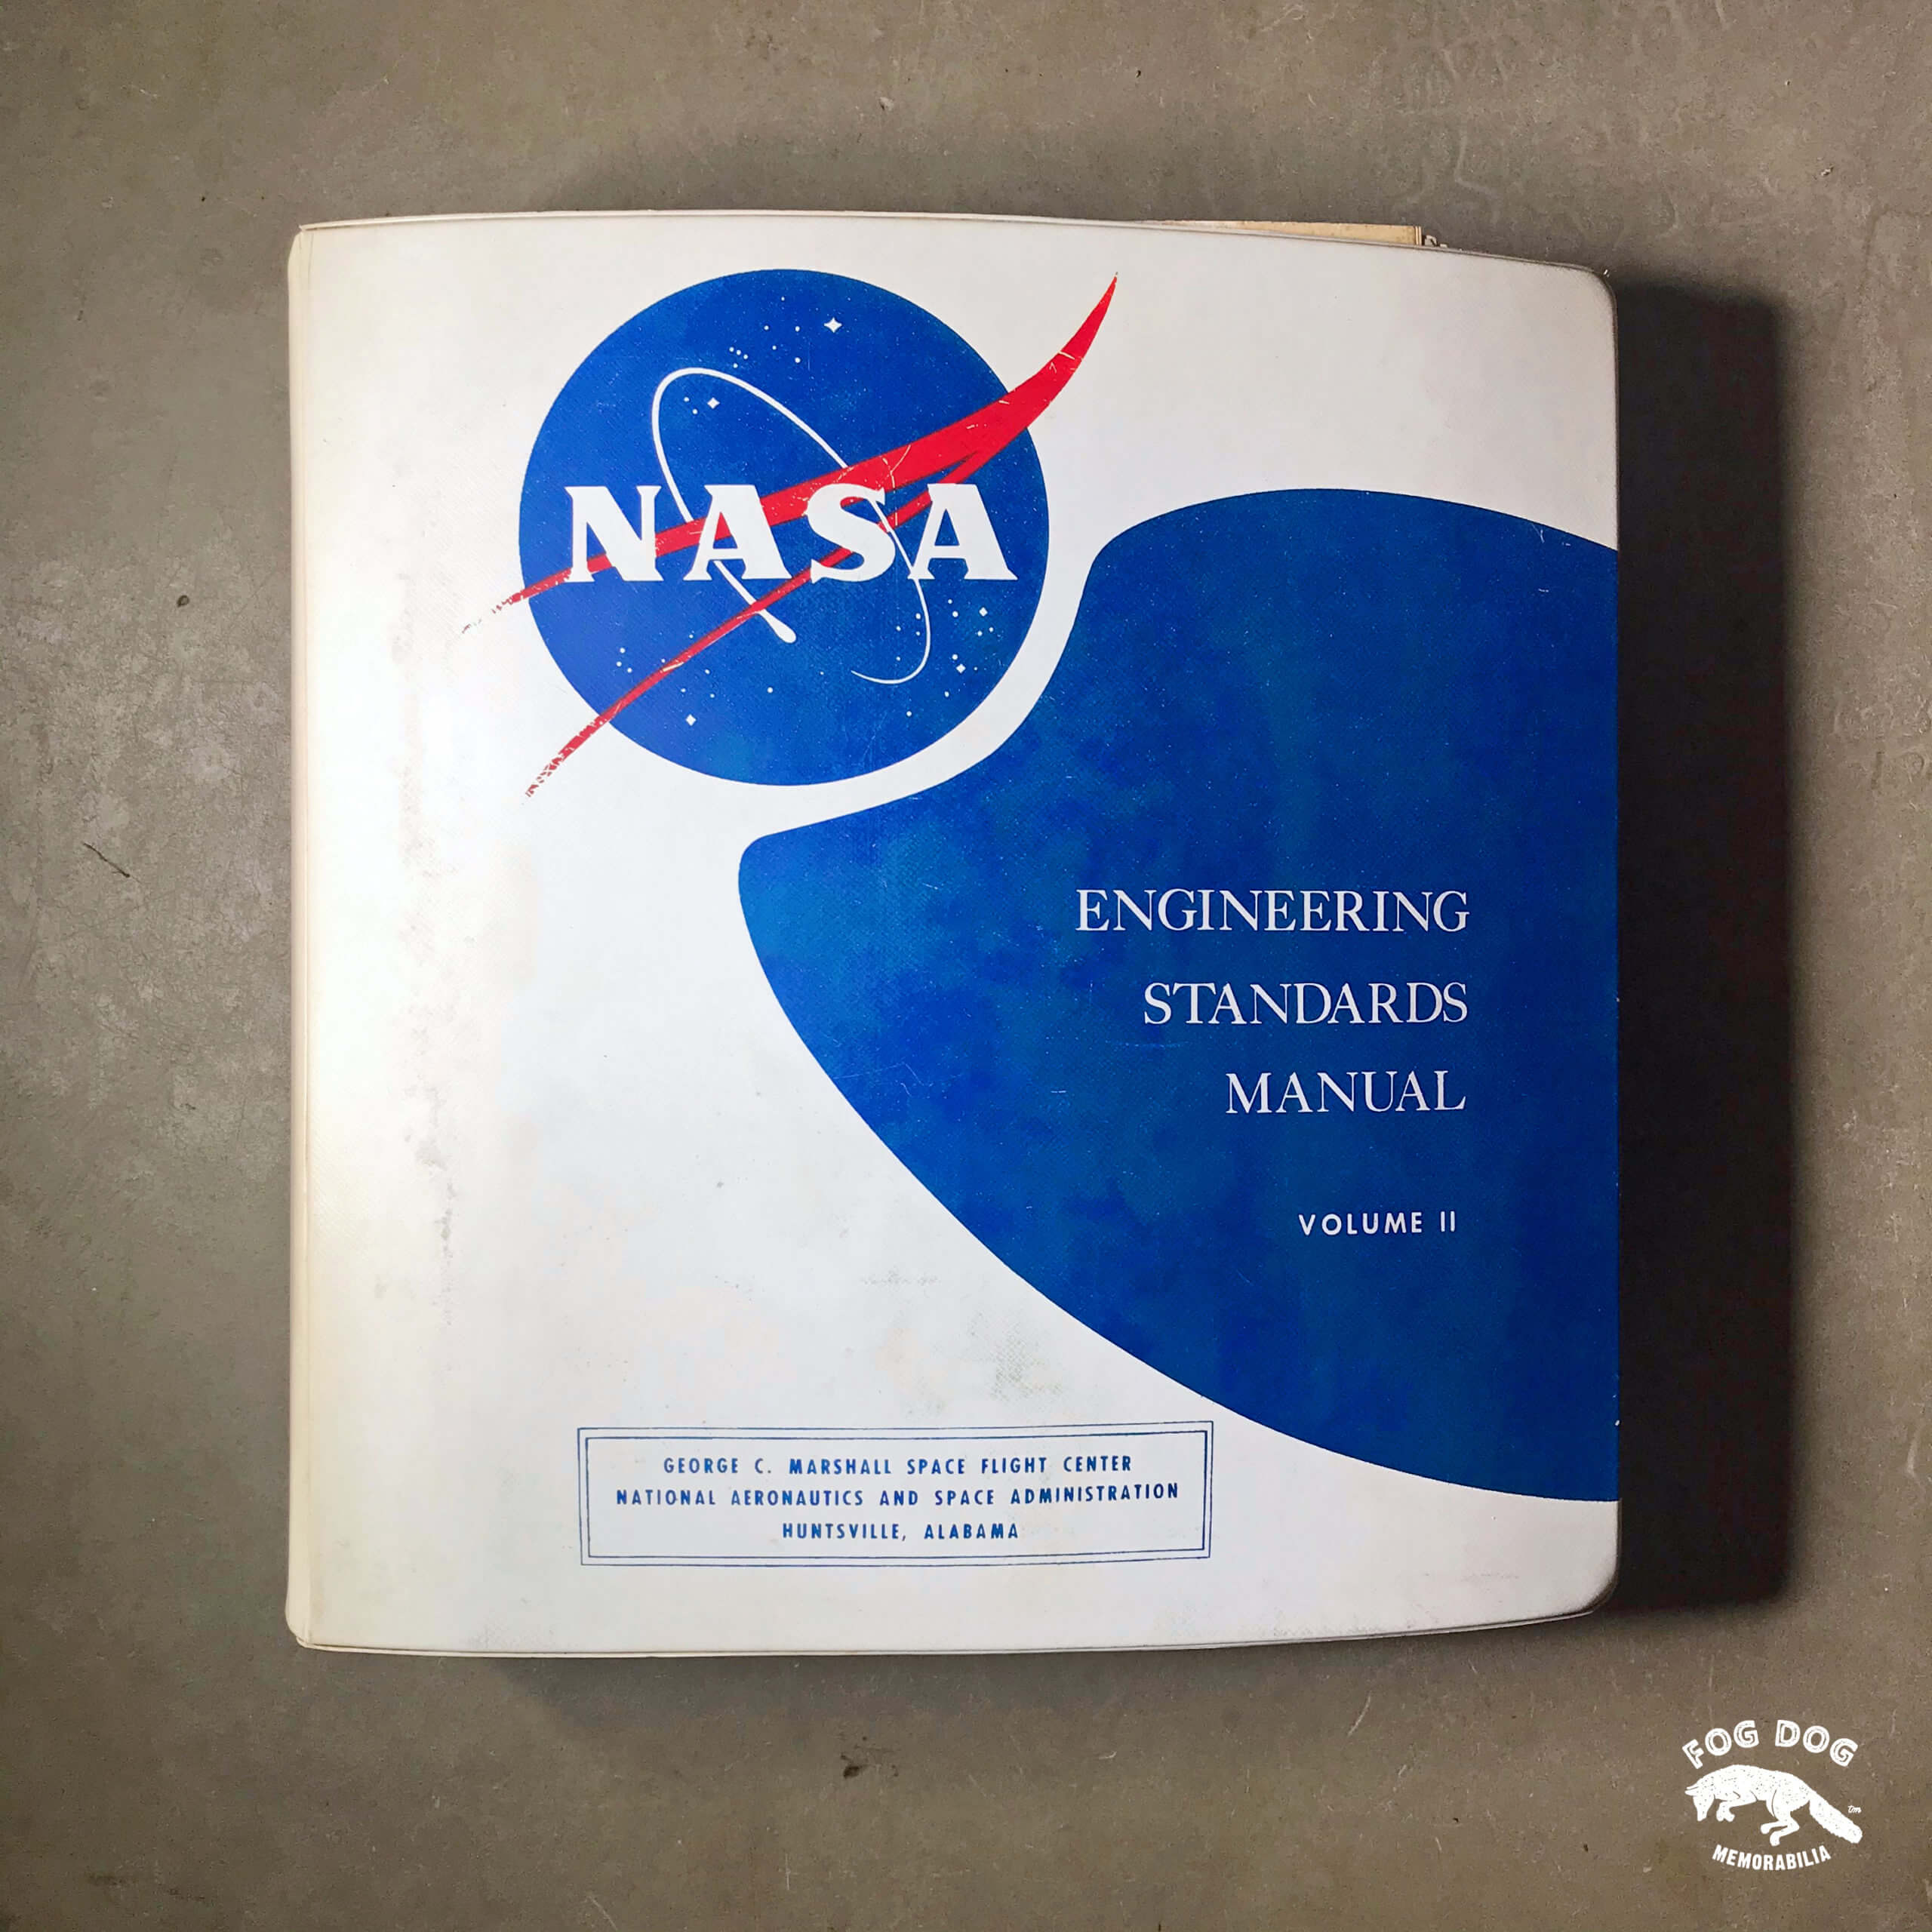 NASA
ENGINEERING
STANDARDS
MANUAL
VOLUME II
GEORGE C. MARSHALL SPACE FLIGHT CENTER
NATIONAL AERONAUTICS AND SPACE ADMINISTRATION
HUNTSVILLE, ALABAMA
FOG DOG
TM
MEMORABILIA